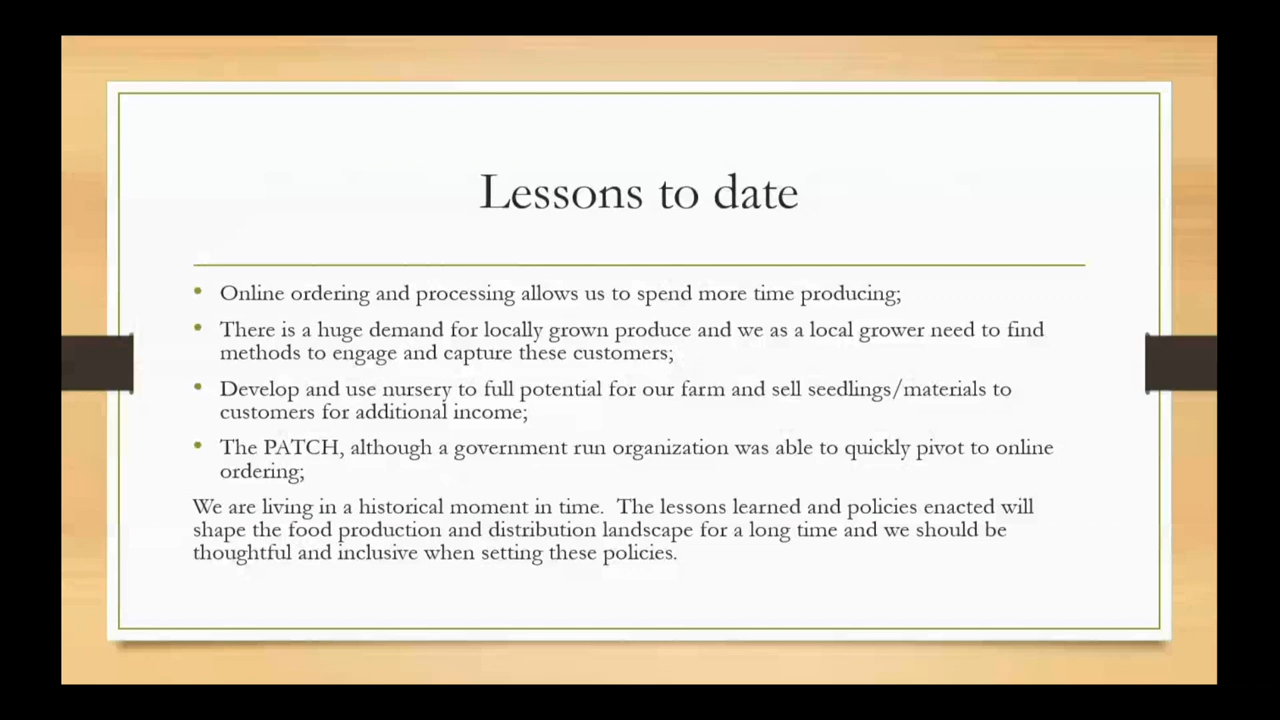 Lessons to date
• Online ordering and processing allows us to spend more time producing;
• There is a huge demand for locally grown produce and we as a local grower need to find
methods to engage and capture these customers;
• Develop and use nursery to full potential for our farm and sell seedlings/materials to
customers for additional income;
• The PATCH, although a government run organization was able to quickly pivot to online
ordering;
We are living in a historical moment in time.  The lessons learned and policies enacted will
shape the food production and distribution landscape for a long time and we should be
thoughtful and inclusive when setting these policies.